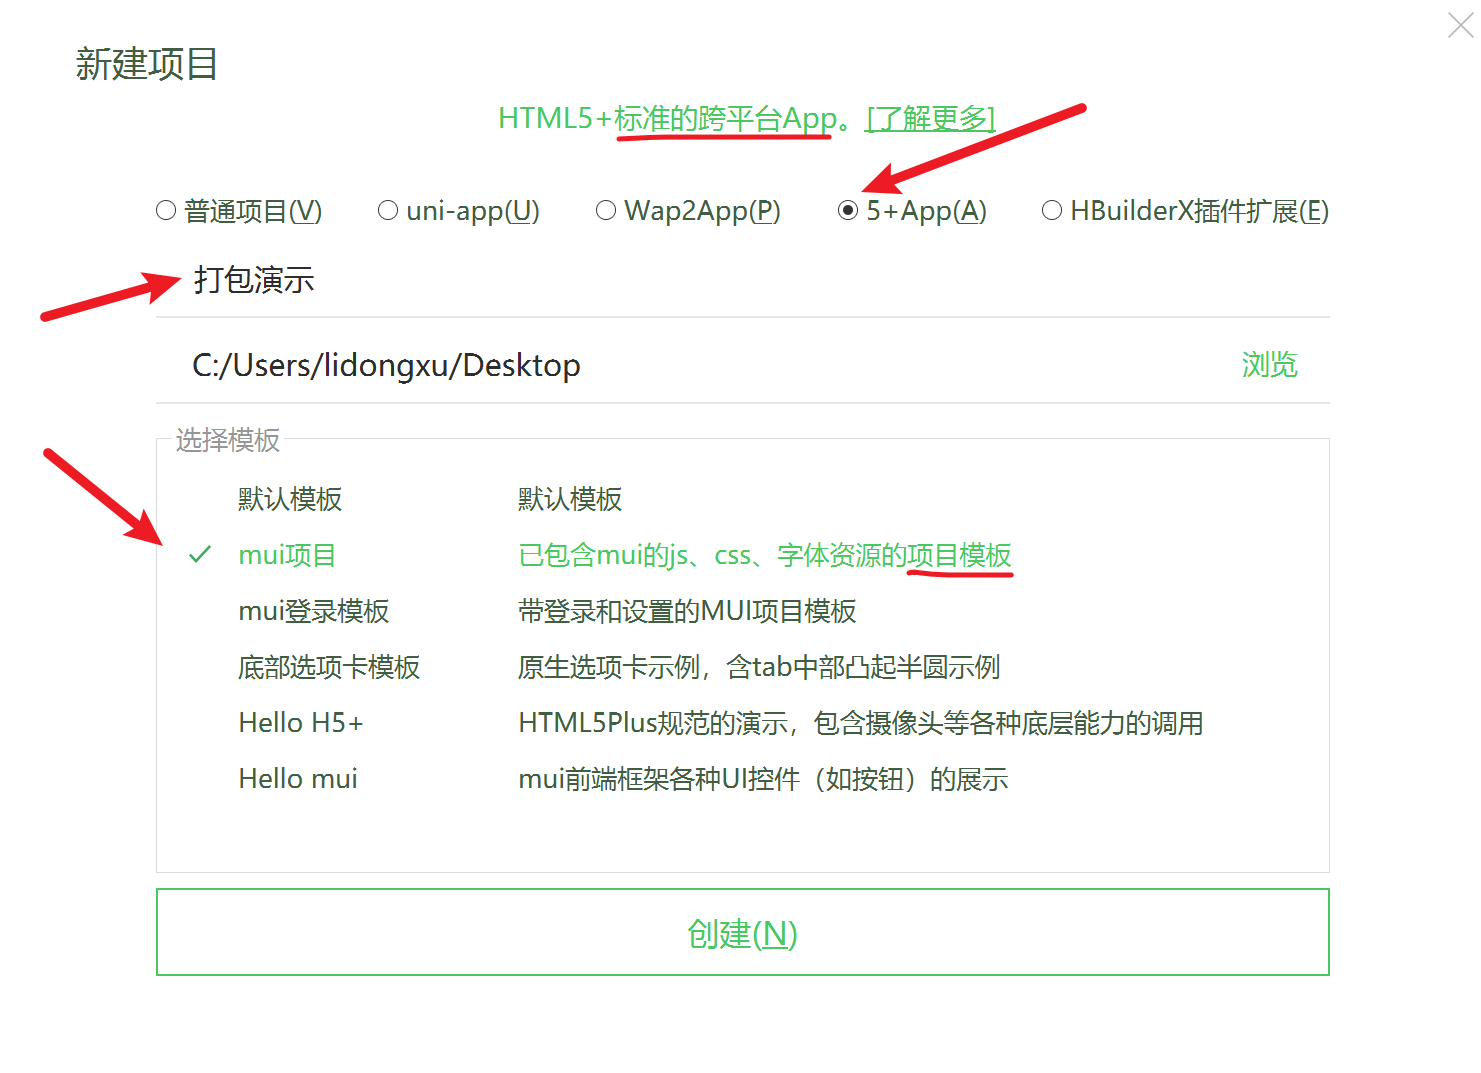 新建项目
HTML5+标准的跨平台App。[了解更多]
普通项目(V) uni-app(U) Wap2App(P) 5+App(A) HBuilderX插件扩展(E)
打包演示
C:/Users/lidongxu/Desktop 浏览
选择模板
默认模板 默认模板
mui项目 已包含mui的js、css、字体资源的项目模板
mui登录模板 带登录和设置的MUI项目模板
底部选项卡模板 原生选项卡示例，含tab中部凸起半圆示例
Hello H5+ HTML5Plus规范的演示，包含摄像头等各种底层能力的调用
Hello mui mui前端框架各种UI控件（如按钮）的展示
创建(N)